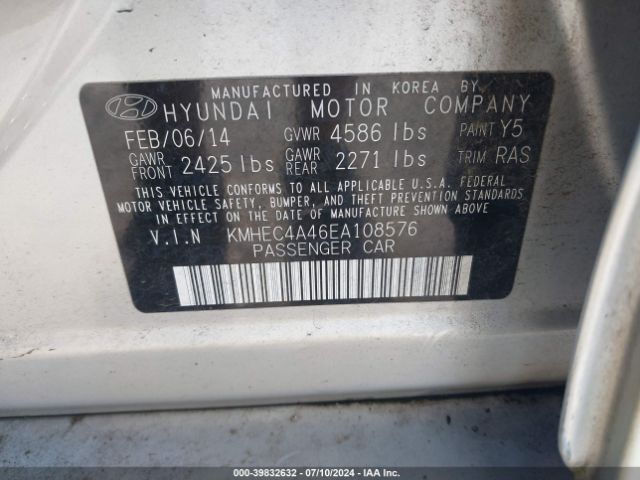 MANUFACTURED IN KOREA BY
HYUNDAI MOTOR COMPANY
FEB/06/14 GVWR 4586 lbs PAINT Y5
GAWR FRONT 2425 lbs GAWR REAR 2271 lbs TRIM RAS
THIS VEHICLE CONFORMS TO ALL APPLICABLE U.S.A. FEDERAL
MOTOR VEHICLE SAFETY, BUMPER, AND THEFT PREVENTION STANDARDS
IN EFFECT ON THE DATE OF MANUFACTURE SHOWN ABOVE.
V.I.N KMHEC4A46EA108576
PASSENGER CAR
000-39832632 - 07/10/2024 - IAA Inc.